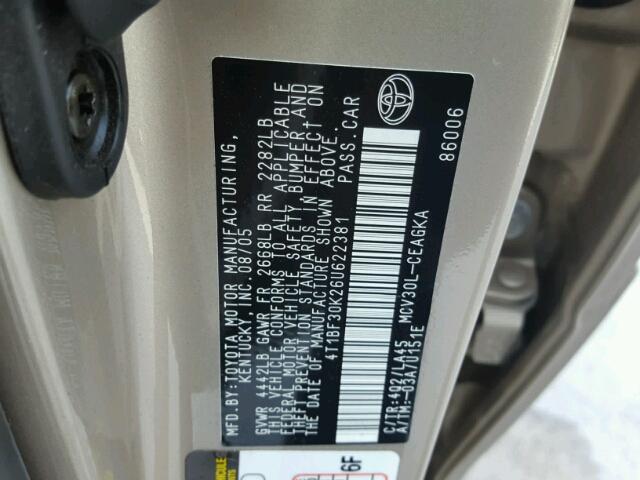 MFD.BY:TOYOTA MOTOR MANUFACTURING,
KENTUCKY, INC. 08/05
GVWR 4442LB GAWR FR 2668LB RR 2282LB
THIS VEHICLE CONFORMS TO ALL APPLICABLE
FEDERAL MOTOR VEHICLE SAFETY, BUMPER AND
THEFT PREVENTION STANDARDS IN EFFECT ON
THE DATE OF MANUFACTURE SHOWN ABOVE.
4T1BF30K26U622381 PASS.CAR
C/TR:4Q2/LA45 MCV30L-CEAGKA
A/TM:-03A/U151E
86006
6F